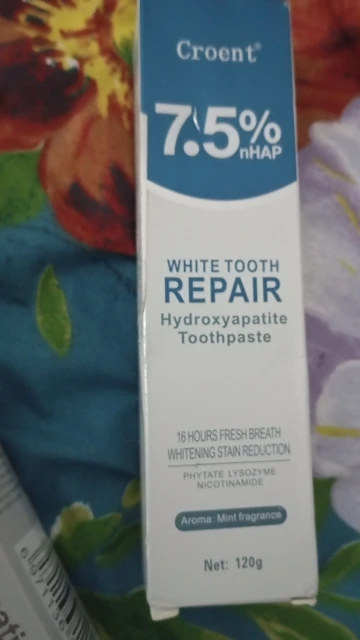 Croent®
7.5%
nHAP
WHITE TOOTH
REPAIR
Hydroxyapatite
Toothpaste
16 HOURS FRESH BREATH
WHITENING STAIN REDUCTION
PHYTATE LYSOZYME
NICOTINAMIDE
Aroma: Mint fragrance
Net: 120g